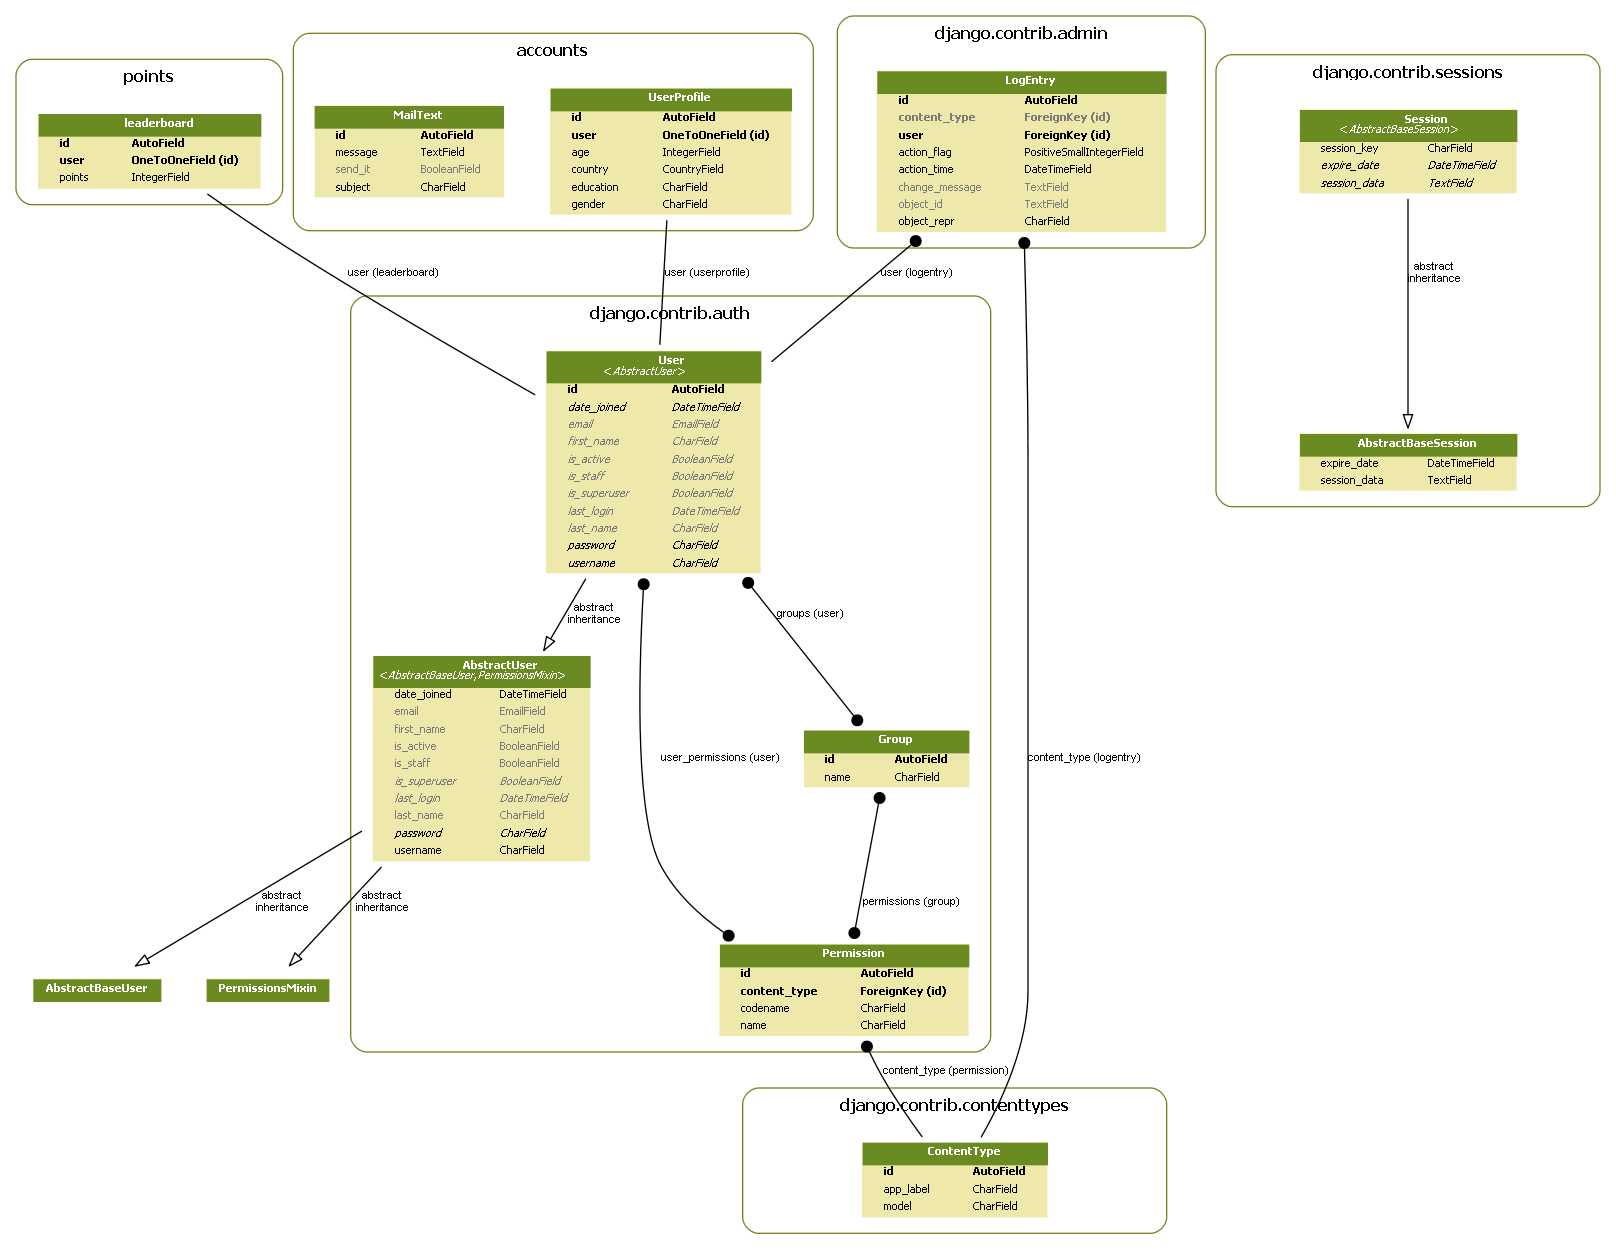 points
leaderboard
id AutoField
user OneToOneField (id)
points IntegerField
accounts
MailText
id AutoField
message TextField
send_it BooleanField
subject CharField
UserProfile
id AutoField
user OneToOneField (id)
age IntegerField
country CountryField
education CharField
gender CharField
django.contrib.admin
LogEntry
id AutoField
content_type ForeignKey (id)
user ForeignKey (id)
action_flag PositiveSmallIntegerField
action_time DateTimeField
change_message TextField
object_id TextField
object_repr CharField
django.contrib.sessions
Session
<AbstractBaseSession>
session_key CharField
expire_date DateTimeField
session_data TextField
abstract
inheritance
AbstractBaseSession
expire_date DateTimeField
session_data TextField
user (leaderboard)
user (userprofile)
user (logentry)
django.contrib.auth
User
<AbstractUser>
id AutoField
date_joined DateTimeField
email EmailField
first_name CharField
is_active BooleanField
is_staff BooleanField
is_superuser BooleanField
last_login DateTimeField
last_name CharField
password CharField
username CharField
abstract
inheritance
groups (user)
AbstractUser
<AbstractBaseUser,PermissionsMixin>
date_joined DateTimeField
email EmailField
first_name CharField
is_active BooleanField
is_staff BooleanField
is_superuser BooleanField
last_login DateTimeField
last_name CharField
password CharField
username CharField
user_permissions (user)
Group
id AutoField
name CharField
content_type (logentry)
abstract
inheritance
abstract
inheritance
permissions (group)
AbstractBaseUser
PermissionsMixin
Permission
id AutoField
content_type ForeignKey (id)
codename CharField
name CharField
content_type (permission)
django.contrib.contenttypes
ContentType
id AutoField
app_label CharField
model CharField